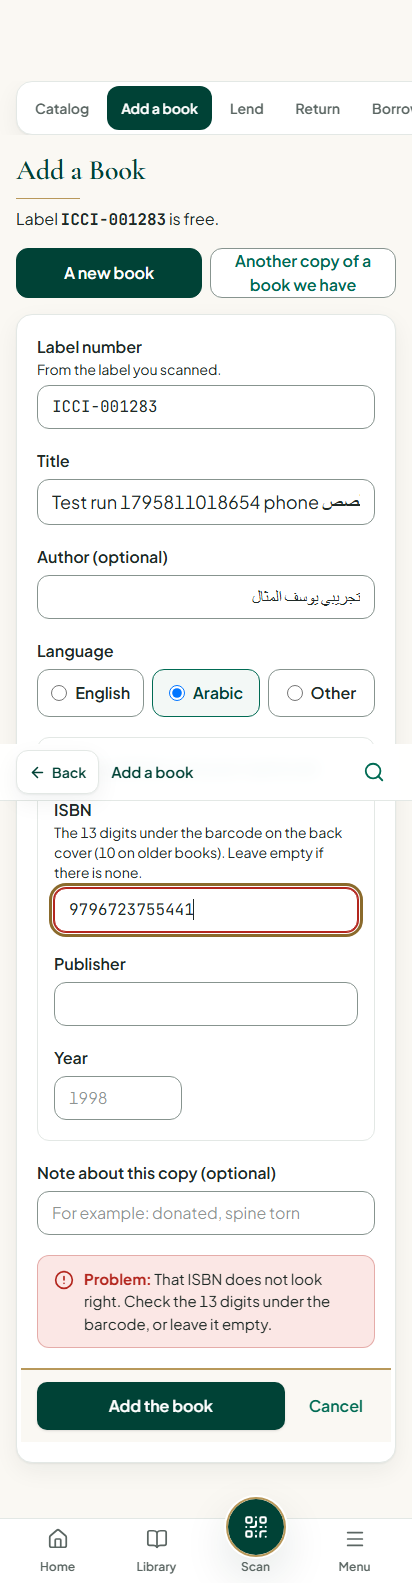 Catalog Add a book Lend Return
Add a Book
Label ICCI-001283 is free.
A new book
Another copy of a
book we have
Label number
From the label you scanned.
ICCI-001283
Title
Test run 1795811018654 phone
Author (optional)
تجريبي يوسف المثال
Language
English Arabic Other
Back Add a book
ISBN
The 13 digits under the barcode on the back
cover (10 on older books). Leave empty if
there is none.
9796723755441
Publisher
Year
1998
Note about this copy (optional)
For example: donated, spine torn
Problem: That ISBN does not look
right. Check the 13 digits under the
barcode, or leave it empty.
Add the book Cancel
Home Library Scan Menu